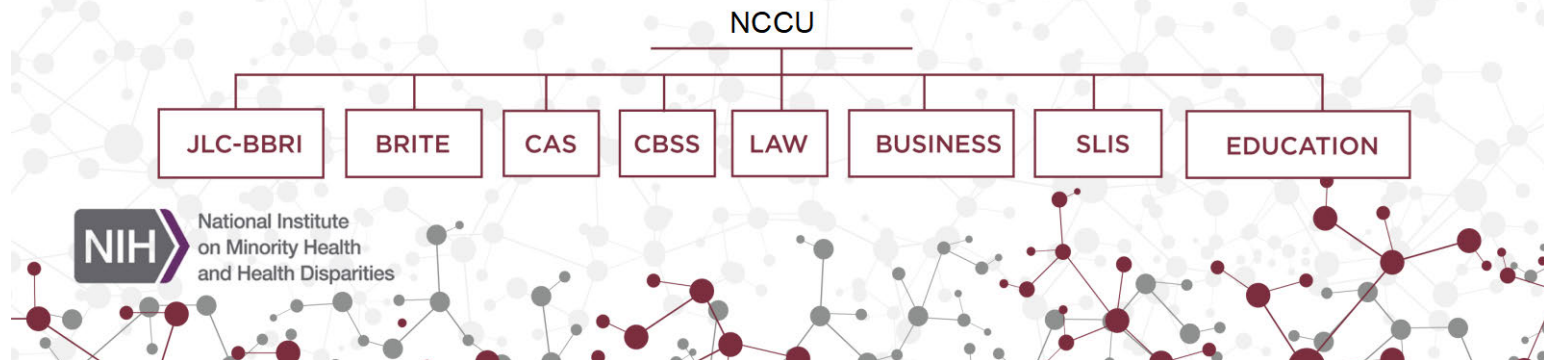 NCCU
JLC-BBRI
BRITE
CAS
CBSS
LAW
BUSINESS
SLIS
EDUCATION
NIH
National Institute
on Minority Health
and Health Disparities